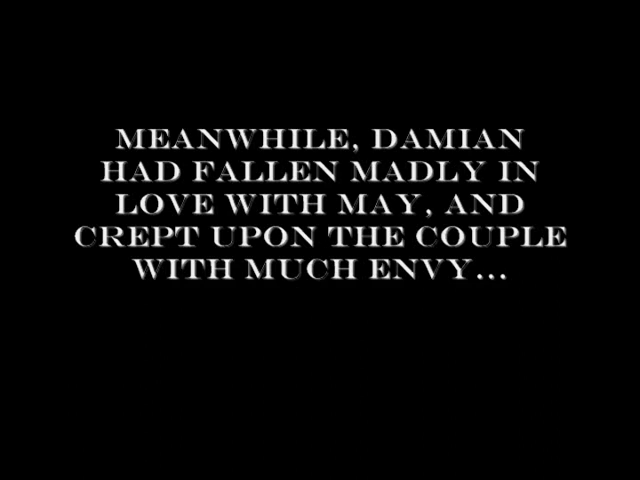 MEANWHILE, DAMIAN
HAD FALLEN MADLY IN
LOVE WITH MAY, AND
CREPT UPON THE COUPLE
WITH MUCH ENVY...